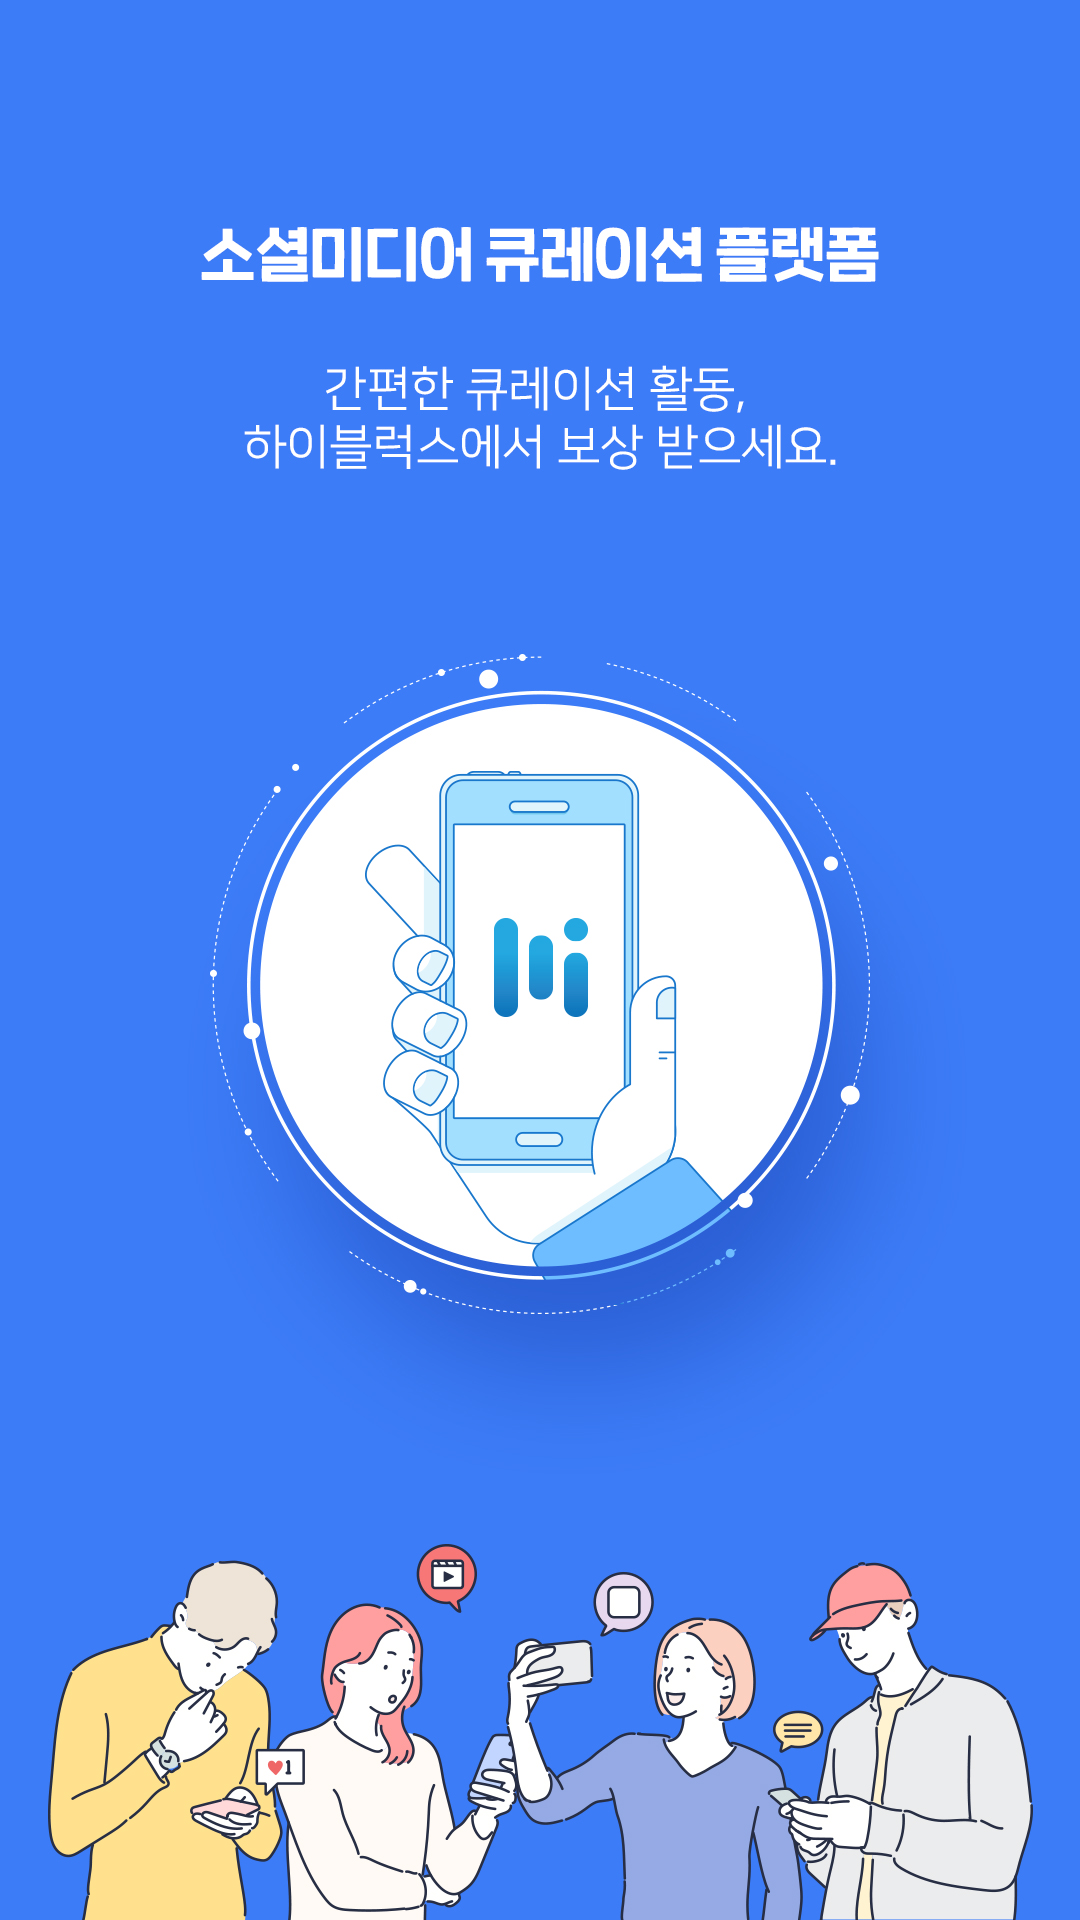 소셜미디어 큐레이션 플랫폼
간편한 큐레이션 활동,
하이블럭스에서 보상 받으세요.
hi
1